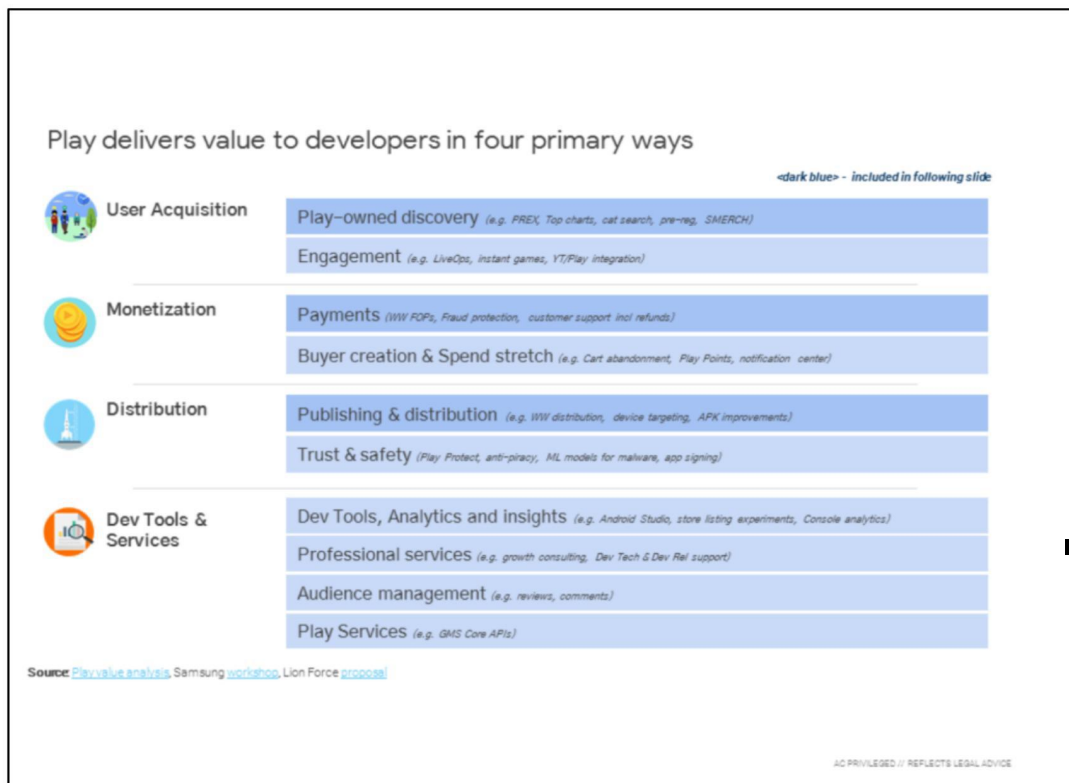 Play delivers value to developers in four primary ways
<dark blue> - included in following slide
User Acquisition
Play-owned discovery (e.g. PREX, Top charts, cat search, pre-reg, SMERCH)
Engagement (e.g. LiveOps, instant games, YT/Play integration)
Monetization
Payments (WW FOPs, Fraud protection, customer support incl refunds)
Buyer creation & Spend stretch (e.g. Cart abandonment, Play Points, notification center)
Distribution
Publishing & distribution (e.g. WW distribution, device targeting, APK improvements)
Trust & safety (Play Protect, anti-piracy, ML models for malware, app signing)
Dev Tools &
Services
Dev Tools, Analytics and insights (e.g. Android Studio, store listing experiments, Console analytics)
Professional services (e.g. growth consulting, Dev Tech & Dev Rel support)
Audience management (e.g. reviews, comments)
Play Services (e.g. GMS Core APIs)
Source: Play value analysis, Samsung workshop, Lion Force proposal
AC PRIVILEGED // REFLECTS LEGAL ADVICE